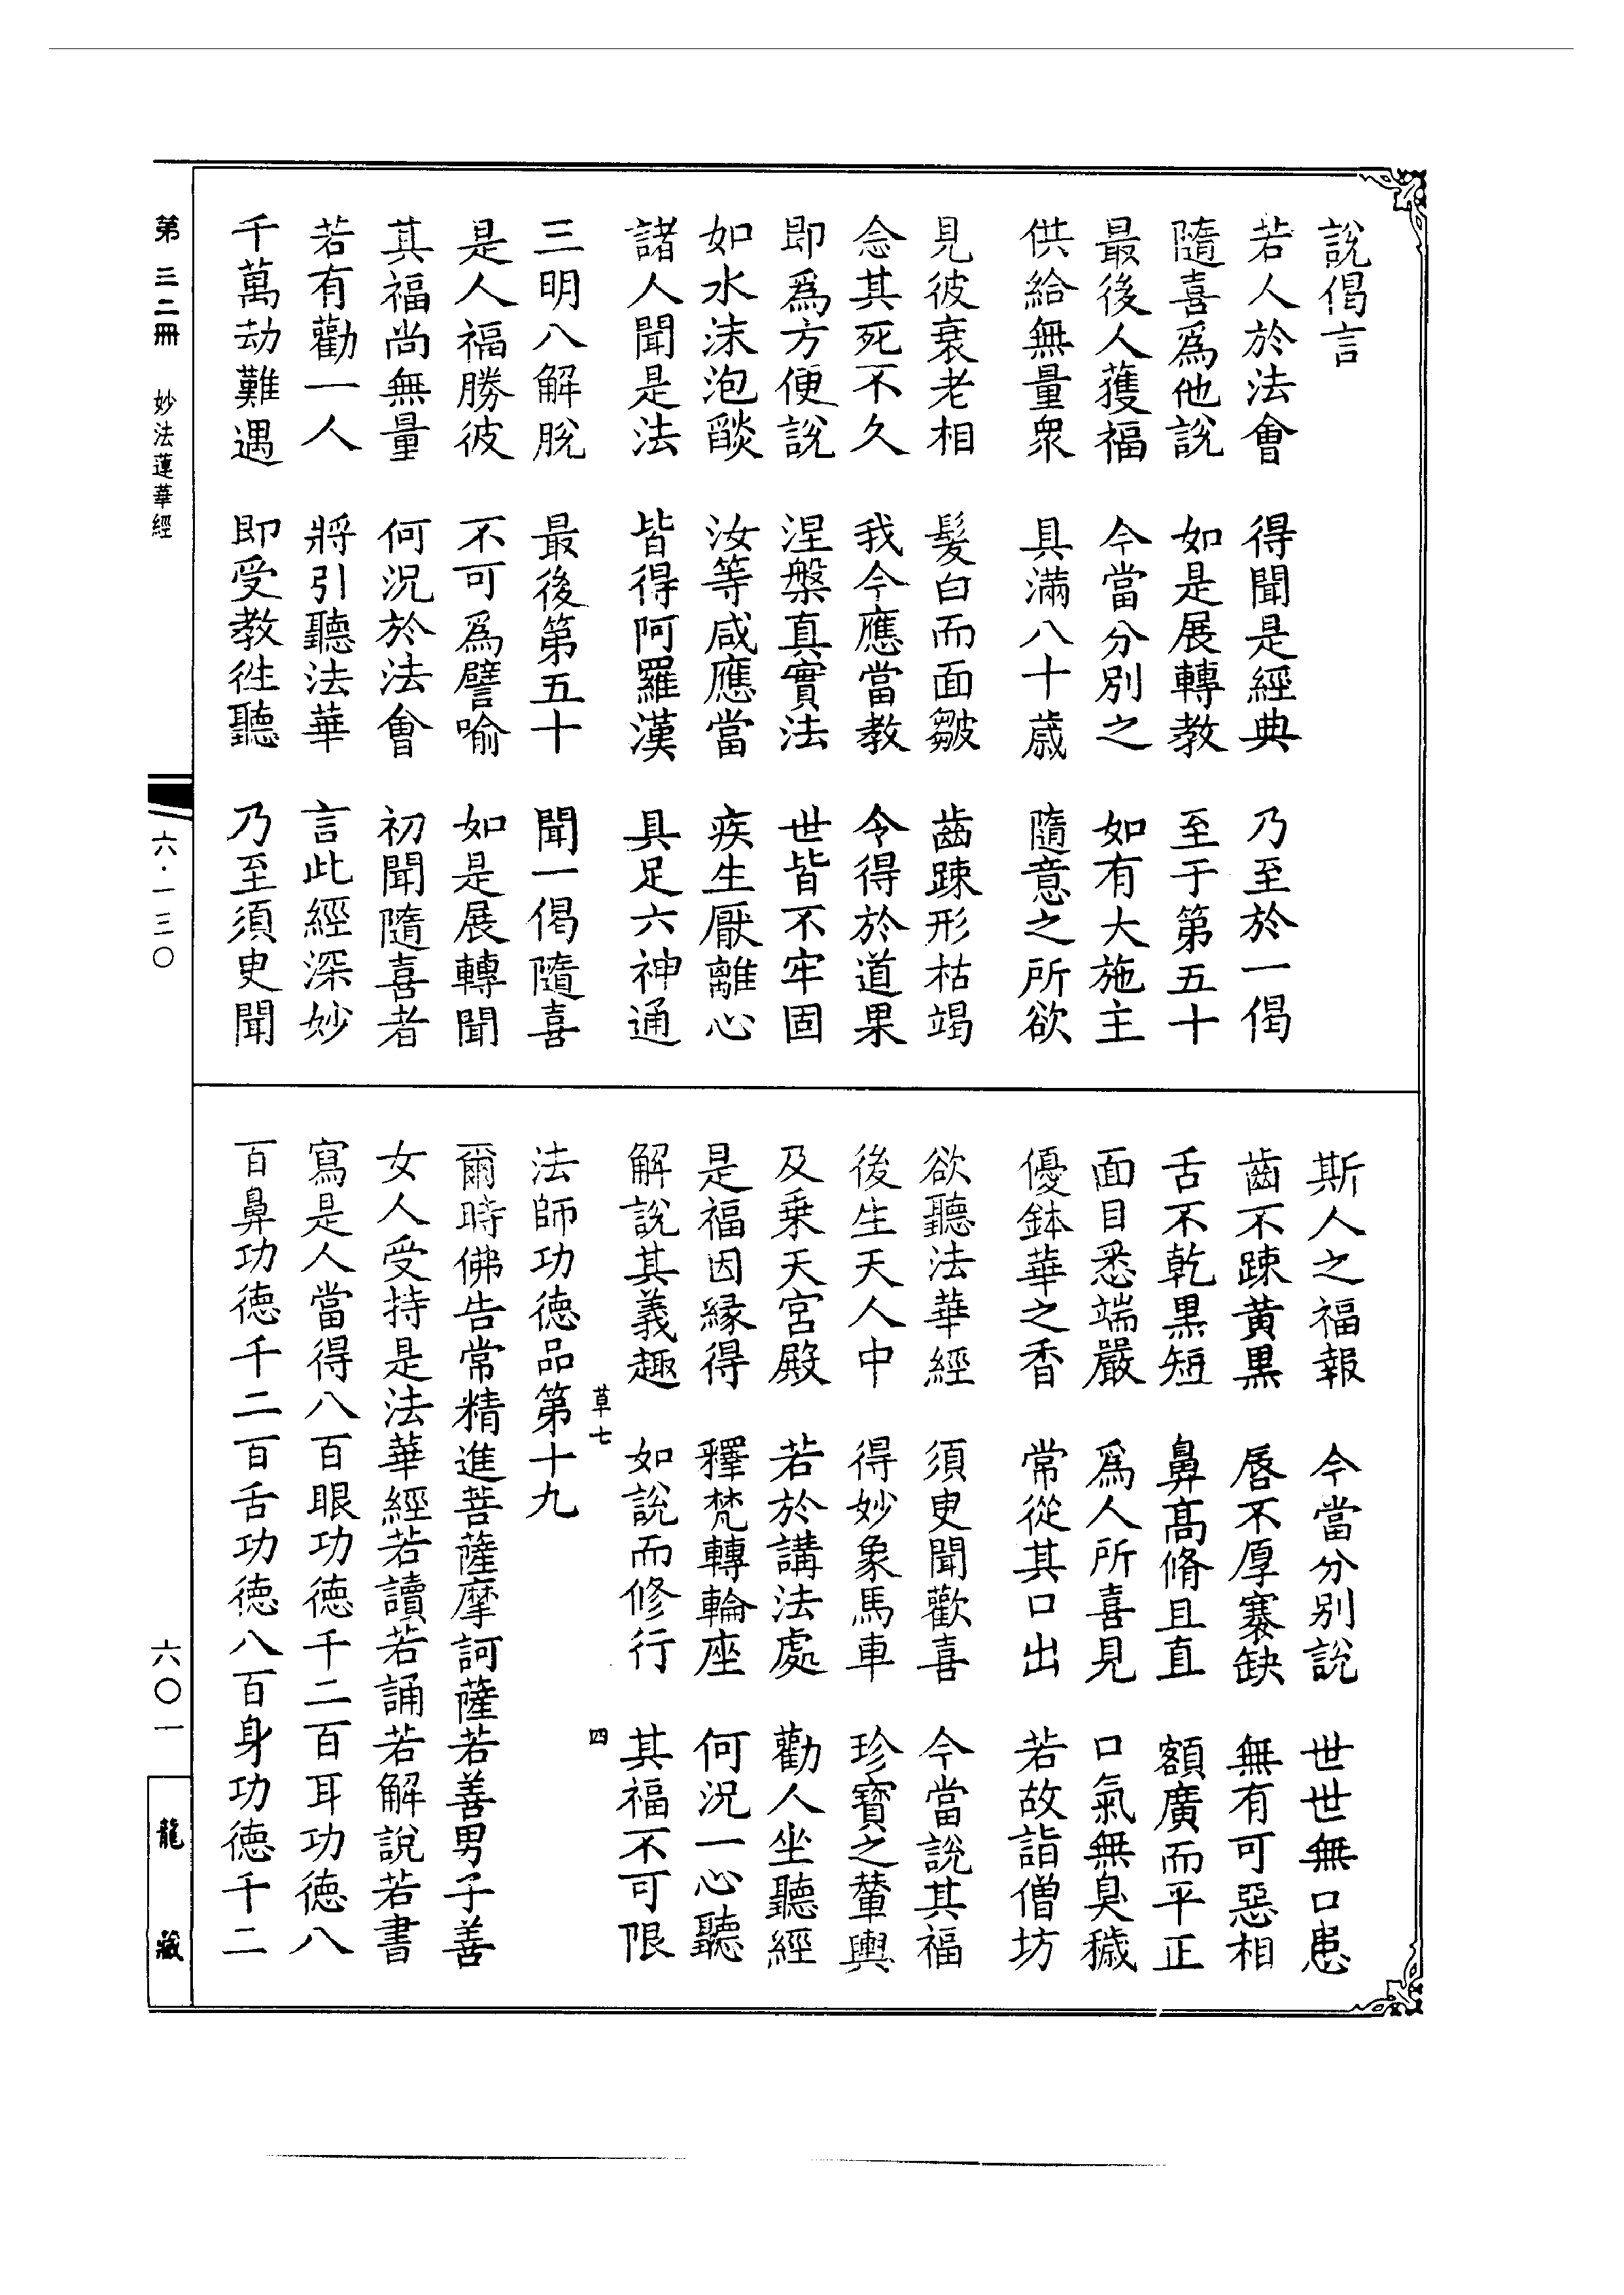 說偈言
若人於法會　得聞是經典　乃至於一偈
隨喜爲他說　如是展轉教　至于第五十
最後人獲福　今當分別之　如有大施主
供給無量衆　具滿八十歲　隨意之所欲
見彼衰老相　髮白而面皺　齒踈形枯竭
念其死不久　我今應當教　令得於道果
即爲方便說　涅槃真實法　世皆不牢固
如水沫泡燄　汝等咸應當　疾生厭離心
諸人聞是法　皆得阿羅漢　具足六神通
三明八解脫　最後第五十　聞一偈隨喜
是人福勝彼　不可爲譬喻　如是展轉聞
其福尚無量　何況於法會　初聞隨喜者
若有勸一人　將引聽法華　言此經深妙
千萬劫難遇　即受教徃聽　乃至須臾聞
斯人之福報　今當分別說　世世無口患
齒不踈黃黑　脣不厚褰缺　無有可惡相
舌不乾黑短　鼻高脩且直　額廣而平正
面目悉端嚴　爲人所喜見　口氣無臭穢
優鉢華之香　常從其口出　若故詣僧坊
欲聽法華經　須臾聞歡喜　今當說其福
後生天人中　得妙象馬車　珍寶之輦輿
及乗天宮殿　若於講法處　勸人坐聽經
是福因緣得　釋梵轉輪座　何況一心聽
解說其義趣　如說而修行　其福不可限
草七　四
法師功德品第十九
爾時佛告常精進菩薩摩訶薩若善男子善
女人受持是法華經若讀若誦若解說若書
寫是人當得八百眼功德千二百耳功德八
百鼻功德千二百舌功德八百身功德千二
第三二冊　妙法蓮華經
六·一三〇
六〇一
龍藏